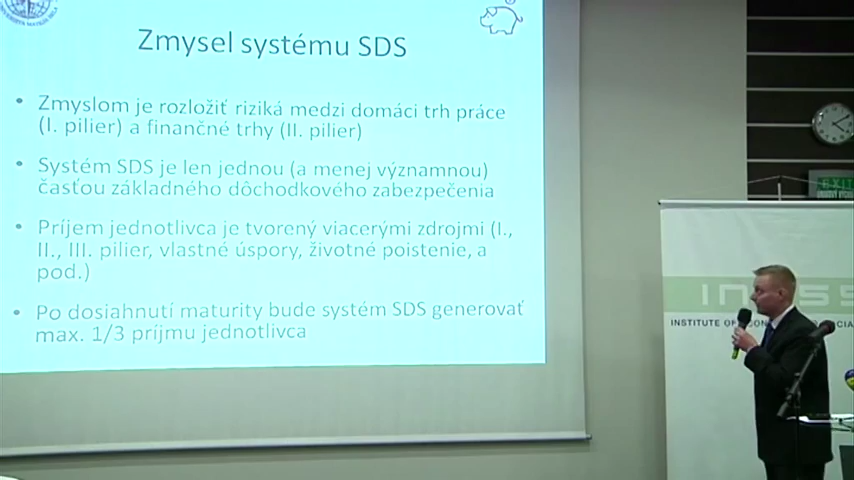 Zmysel systému SDS
• Zmyslom je rozložiť riziká medzi domáci trh práce
(I. pilier) a finančné trhy (II. pilier)
• Systém SDS je len jednou (a menej významnou)
časťou základného dôchodkového zabezpečenia
• Príjem jednotlivca je tvorený viacerými zdrojmi (I.,
II., III. pilier, vlastné úspory, životné poistenie, a
pod.)
• Po dosiahnutí maturity bude systém SDS generovať
max. 1/3 príjmu jednotlivca
EXIT
INSTITUTE OF